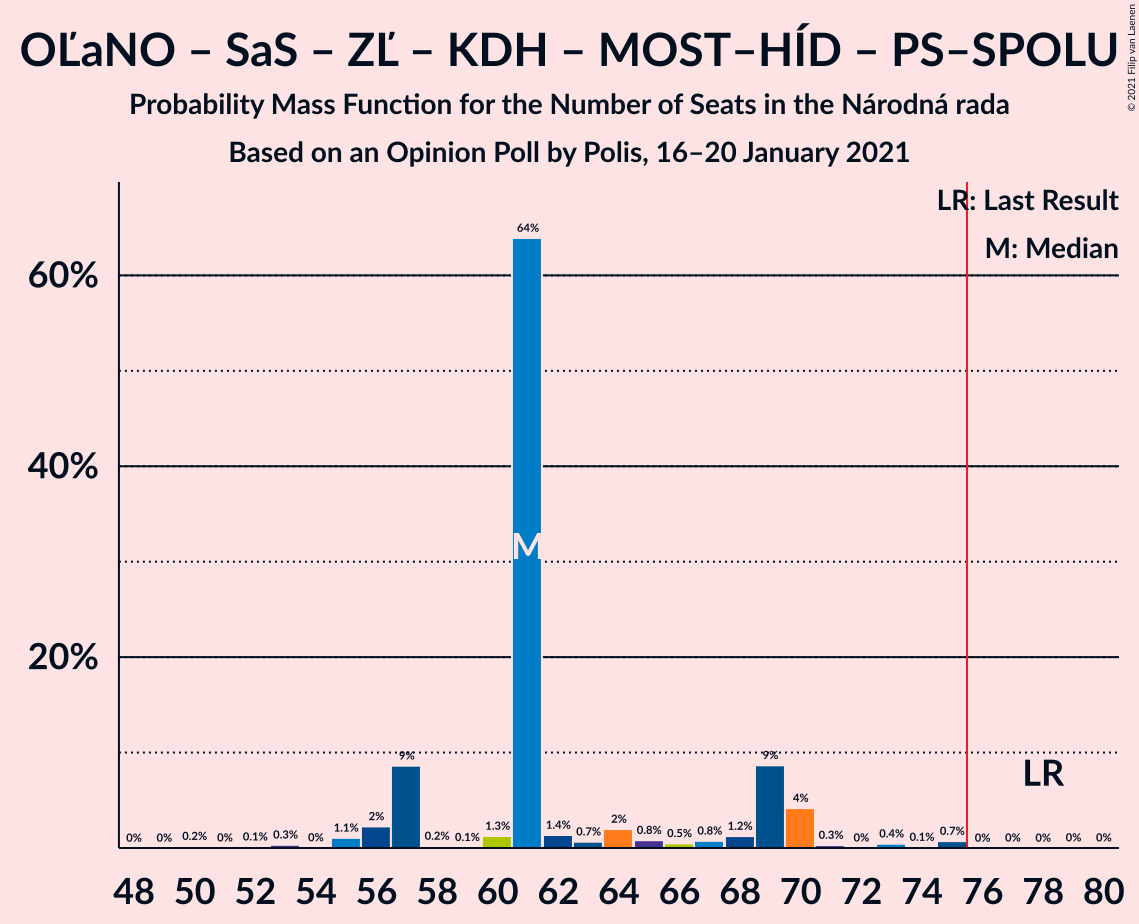 OĽaNO – SaS – ZĽ – KDH – MOST–HÍD – PS–SPOLU
Probability Mass Function for the Number of Seats in the Národná rada
Based on an Opinion Poll by Polis, 16–20 January 2021
© 2021 Filip van Laenen
LR: Last Result
M: Median
60%
40%
20%
0% 0% 0.2% 0% 0.1% 0.3% 0% 1.1% 2% 9% 0.2% 0.1% 1.3% 64% 1.4% 0.7% 2% 0.8% 0.5% 0.8% 1.2% 9% 4% 0.3% 0% 0.4% 0.1% 0.7% 0% 0% 0% 0% 0%
M
LR
48 50 52 54 56 58 60 62 64 66 68 70 72 74 76 78 80